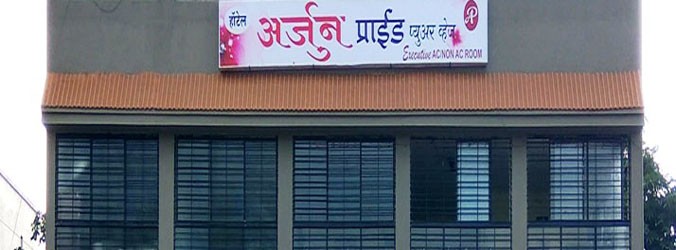 हॉटेल अर्जुन प्राईड प्युअर व्हेज
Executive AC/NON AC ROOM